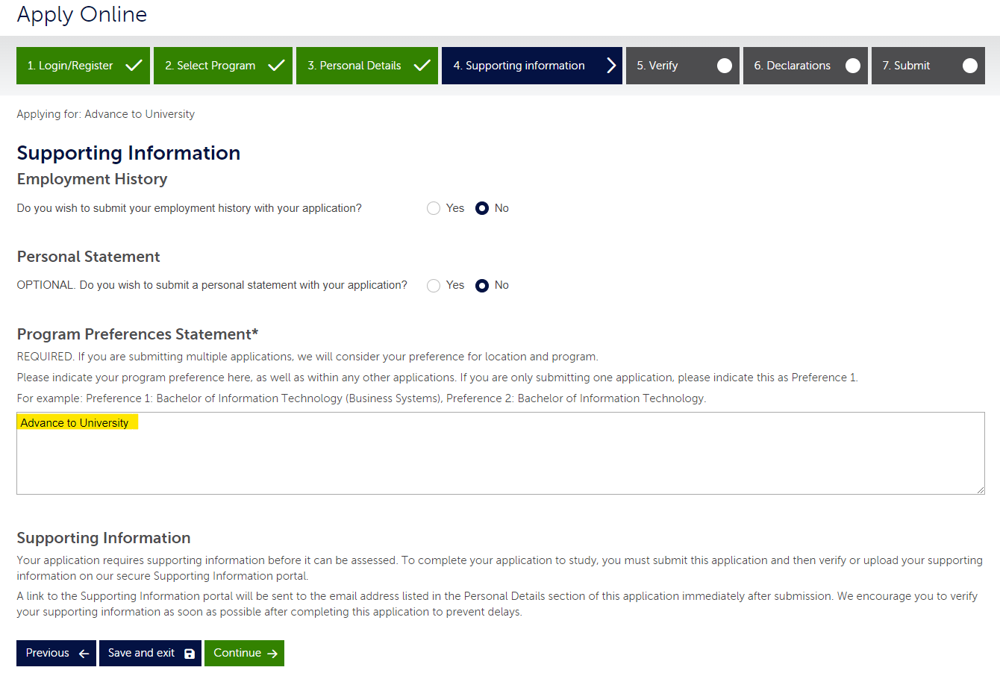 Apply Online
1. Login/Register
2. Select Program
3. Personal Details
4. Supporting information
5. Verify
6. Declarations
7. Submit
Applying for: Advance to University
Supporting Information
Employment History
Do you wish to submit your employment history with your application?
Yes
No
Personal Statement
OPTIONAL. Do you wish to submit a personal statement with your application?
Yes
No
Program Preferences Statement*
REQUIRED. If you are submitting multiple applications, we will consider your preference for location and program.
Please indicate your program preference here, as well as within any other applications. If you are only submitting one application, please indicate this as Preference 1.
For example: Preference 1: Bachelor of Information Technology (Business Systems), Preference 2: Bachelor of Information Technology.
Advance to University
Supporting Information
Your application requires supporting information before it can be assessed. To complete your application to study, you must submit this application and then verify or upload your supporting
information on our secure Supporting Information portal.
A link to the Supporting Information portal will be sent to the email address listed in the Personal Details section of this application immediately after submission. We encourage you to verify
your supporting information as soon as possible after completing this application to prevent delays.
Previous
Save and exit
Continue